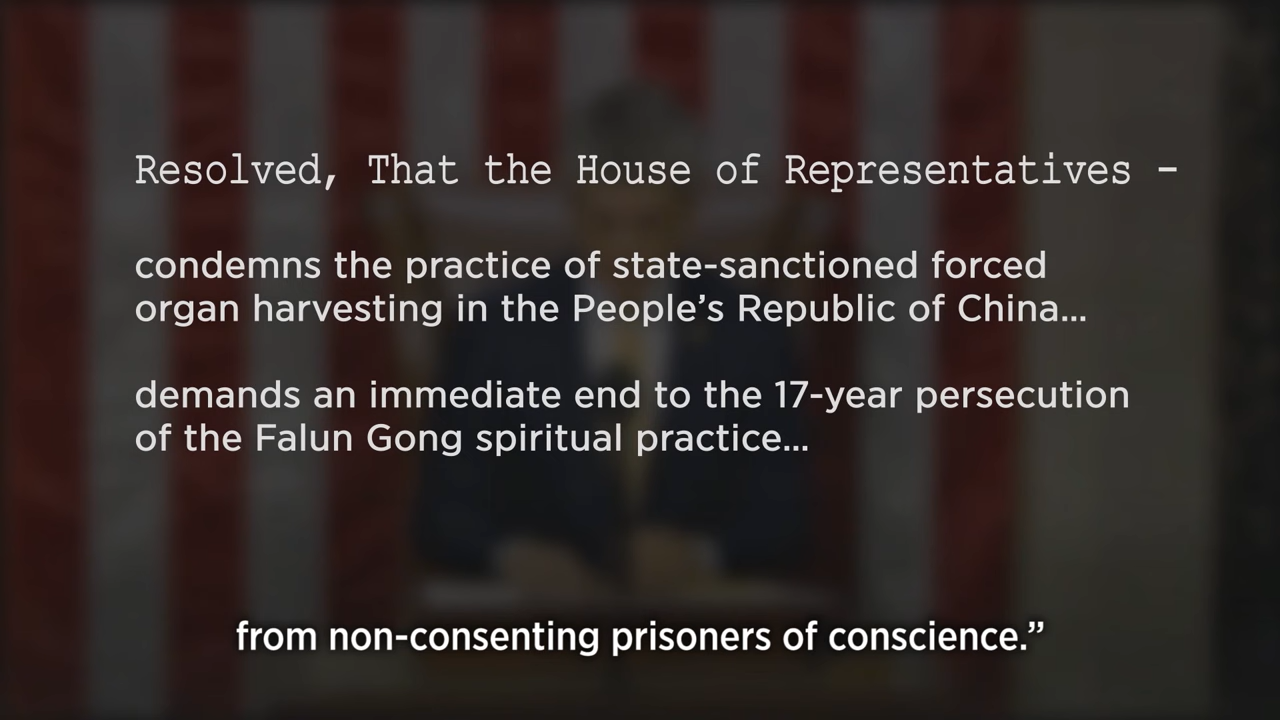 Resolved, That the House of Representatives –
condemns the practice of state-sanctioned forced
organ harvesting in the People’s Republic of China...
demands an immediate end to the 17-year persecution
of the Falun Gong spiritual practice...
from non-consenting prisoners of conscience.”